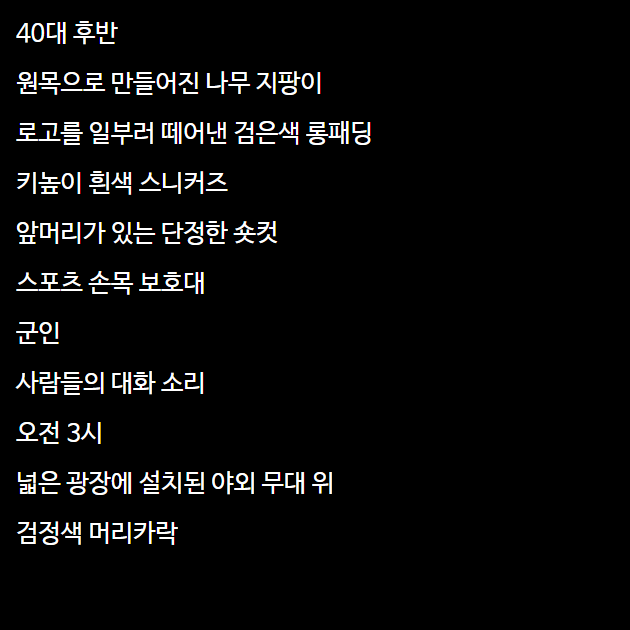 40대 후반
원목으로 만들어진 나무 지팡이
로고를 일부러 떼어낸 검은색 롱패딩
키높이 흰색 스니커즈
앞머리가 있는 단정한 숏컷
스포츠 손목 보호대
군인
사람들의 대화 소리
오전 3시
넓은 광장에 설치된 야외 무대 위
검정색 머리카락